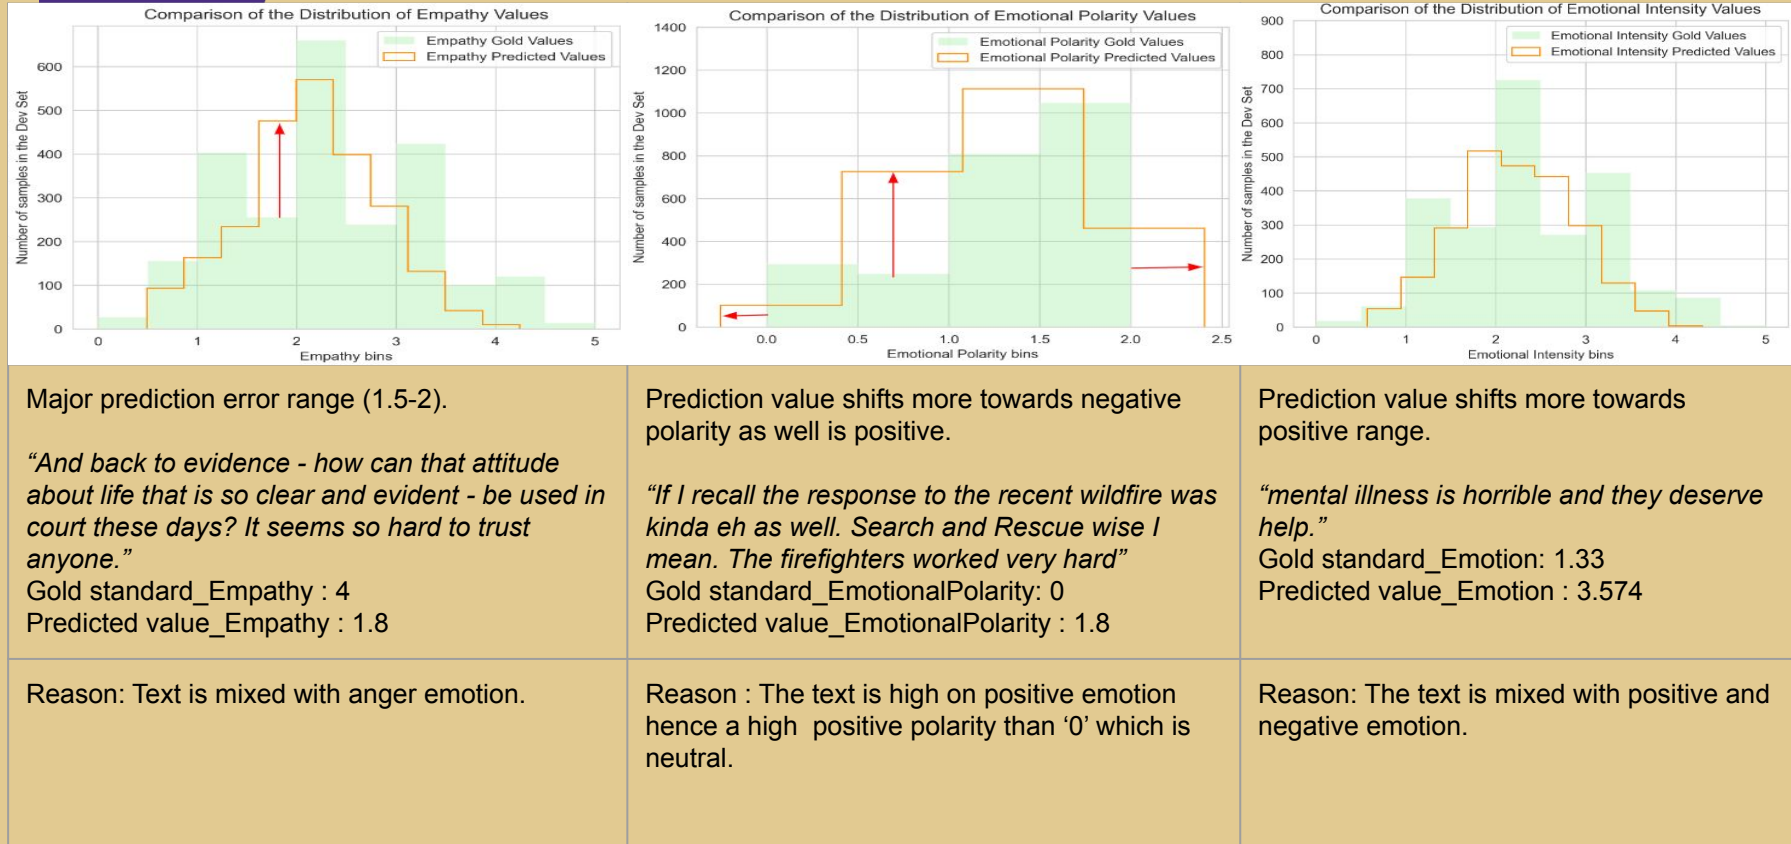 Comparison of the Distribution of Empathy Values
Empathy Gold Values
Empathy Predicted Values
Number of samples in the Dev Set
600
500
400
300
200
100
0
0 1 2 3 4 5
Empathy bins
Comparison of the Distribution of Emotional Polarity Values
Emotional Polarity Gold Values
Emotional Polarity Predicted Values
Number of samples in the Dev Set
1400
1200
1000
800
600
400
200
0
0.0 0.5 1.0 1.5 2.0 2.5
Emotional Polarity bins
Comparison of the Distribution of Emotional Intensity Values
Emotional Intensity Gold Values
Emotional Intensity Predicted Values
Number of samples in the Dev Set
900
800
700
600
500
400
300
200
100
0
0 1 2 3 4 5
Emotional Intensity bins
Major prediction error range (1.5-2).
“And back to evidence - how can that attitude
about life that is so clear and evident - be used in
court these days? It seems so hard to trust
anyone.”
Gold standard_Empathy : 4
Predicted value_Empathy : 1.8
Prediction value shifts more towards negative
polarity as well is positive.
“If I recall the response to the recent wildfire was
kinda eh as well. Search and Rescue wise I
mean. The firefighters worked very hard”
Gold standard_EmotionalPolarity: 0
Predicted value_EmotionalPolarity : 1.8
Prediction value shifts more towards
positive range.
“mental illness is horrible and they deserve
help.”
Gold standard_Emotion: 1.33
Predicted value_Emotion : 3.574
Reason: Text is mixed with anger emotion.
Reason : The text is high on positive emotion
hence a high  positive polarity than ‘0’ which is
neutral.
Reason: The text is mixed with positive and
negative emotion.